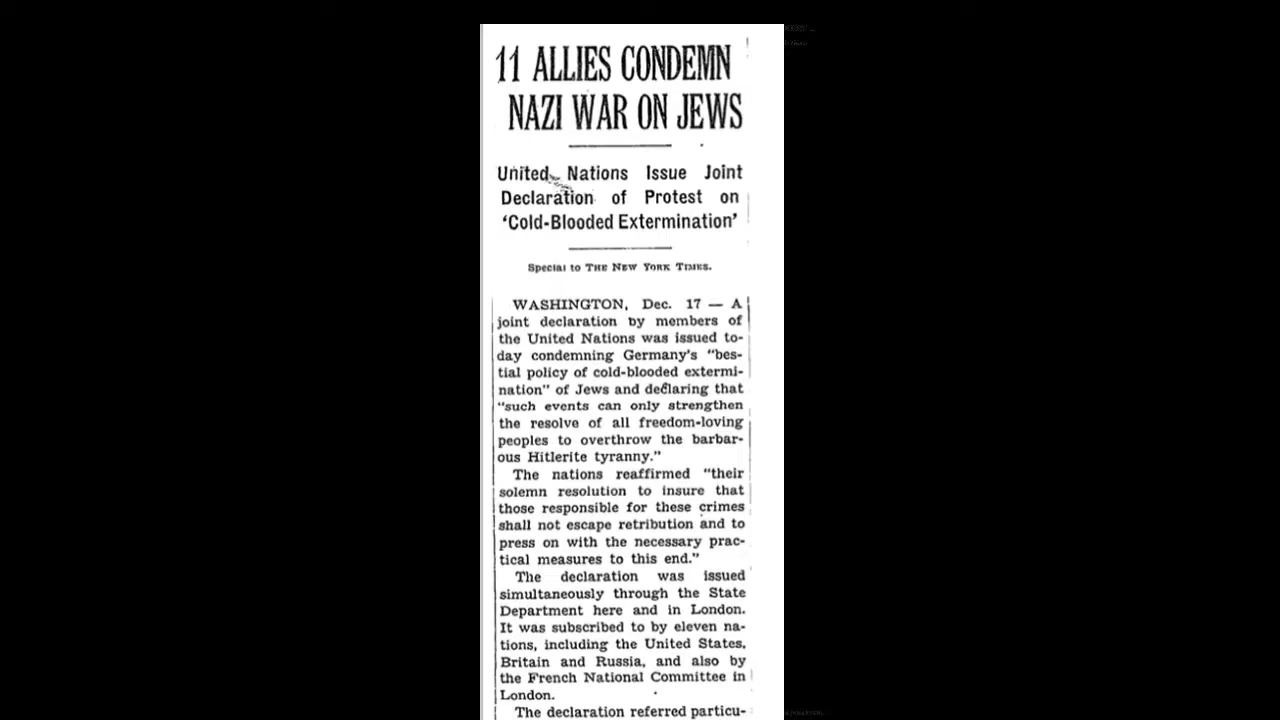 11 ALLIES CONDEMN
NAZI WAR ON JEWS
United Nations Issue Joint
Declaration of Protest on
'Cold-Blooded Extermination'
Special to THE NEW YORK TIMES.
WASHINGTON, Dec. 17 — A
joint declaration by members of
the United Nations was issued to-
day condemning Germany's "bes-
tial policy of cold-blooded extermi-
nation" of Jews and declaring that
"such events can only strengthen
the resolve of all freedom-loving
peoples to overthrow the barbar-
ous Hitlerite tyranny."
The nations reaffirmed "their
solemn resolution to insure that
those responsible for these crimes
shall not escape retribution and to
press on with the necessary prac-
tical measures to this end."
The declaration was issued
simultaneously through the State
Department here and in London.
It was subscribed to by eleven na-
tions, including the United States,
Britain and Russia, and also by
the French National Committee in
London.
The declaration referred particu-